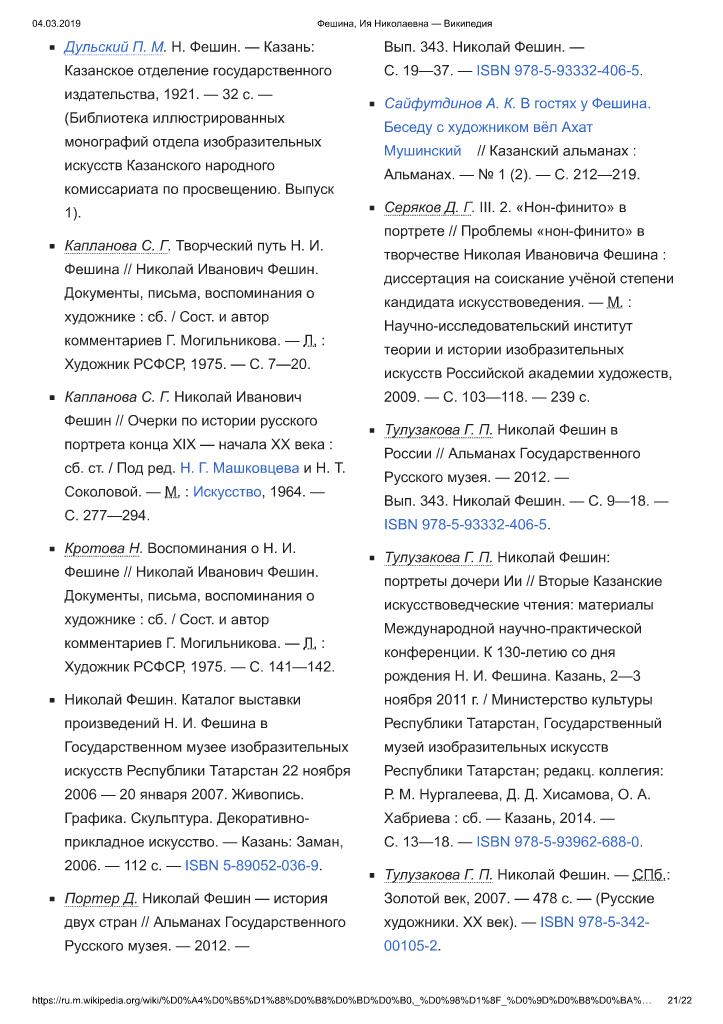 04.03.2019
Фешина, Ия Николаевна — Википедия
▪ Дульский П. М. Н. Фешин. — Казань:
Казанское отделение государственного
издательства, 1921. — 32 с. —
(Библиотека иллюстрированных
монографий отдела изобразительных
искусств Казанского народного
комиссариата по просвещению. Выпуск
1).
▪ Капланова С. Г. Творческий путь Н. И.
Фешина // Николай Иванович Фешин.
Документы, письма, воспоминания о
художнике : сб. / Сост. и автор
комментариев Г. Могильникова. — Л. :
Художник РСФСР, 1975. — С. 7—20.
▪ Капланова С. Г. Николай Иванович
Фешин // Очерки по истории русского
портрета конца XIX — начала XX века :
сб. ст. / Под ред. Н. Г. Машковцева и Н. Т.
Соколовой. — М. : Искусство, 1964. —
С. 277—294.
▪ Кротова Н. Воспоминания о Н. И.
Фешине // Николай Иванович Фешин.
Документы, письма, воспоминания о
художнике : сб. / Сост. и автор
комментариев Г. Могильникова. — Л. :
Художник РСФСР, 1975. — С. 141—142.
▪ Николай Фешин. Каталог выставки
произведений Н. И. Фешина в
Государственном музее изобразительных
искусств Республики Татарстан 22 ноября
2006 — 20 января 2007. Живопись.
Графика. Скульптура. Декоративно-
прикладное искусство. — Казань: Заман,
2006. — 112 с. — ISBN 5-89052-036-9.
▪ Портер Д. Николай Фешин — история
двух стран // Альманах Государственного
Русского музея. — 2012. —
Вып. 343. Николай Фешин. —
С. 19—37. — ISBN 978-5-93332-406-5.
▪ Сайфутдинов А. К. В гостях у Фешина.
Беседу с художником вёл Ахат
Мушинский // Казанский альманах :
Альманах. — № 1 (2). — С. 212—219.
▪ Серяков Д. Г. III. 2. «Нон-финито» в
портрете // Проблемы «нон-финито» в
творчестве Николая Ивановича Фешина :
диссертация на соискание учёной степени
кандидата искусствоведения. — М. :
Научно-исследовательский институт
теории и истории изобразительных
искусств Российской академии художеств,
2009. — С. 103—118. — 239 с.
▪ Тулузакова Г. П. Николай Фешин в
России // Альманах Государственного
Русского музея. — 2012. —
Вып. 343. Николай Фешин. — С. 9—18. —
ISBN 978-5-93332-406-5.
▪ Тулузакова Г. П. Николай Фешин:
портреты дочери Ии // Вторые Казанские
искусствоведческие чтения: материалы
Международной научно-практической
конференции. К 130-летию со дня
рождения Н. И. Фешина. Казань, 2—3
ноября 2011 г. / Министерство культуры
Республики Татарстан, Государственный
музей изобразительных искусств
Республики Татарстан; редакц. коллегия:
Р. М. Нургалеева, Д. Д. Хисамова, О. А.
Хабриева : сб. — Казань, 2014. —
С. 13—18. — ISBN 978-5-93962-688-0.
▪ Тулузакова Г. П. Николай Фешин. — СПб.:
Золотой век, 2007. — 478 с. — (Русские
художники. XX век). — ISBN 978-5-342-
00105-2.
https://ru.m.wikipedia.org/wiki/%D0%A4%D0%B5%D1%88%D0%B8%D0%BD%D0%B0,_%D0%98%D1%8F_%D0%9D%D0%B8%D0%BA%…
21/22